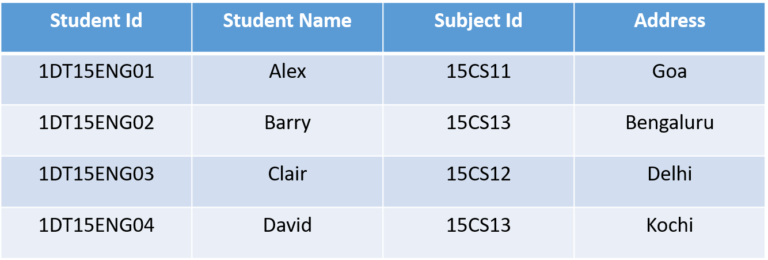 Student Id Student Name Subject Id Address
1DT15ENG01 Alex 15CS11 Goa
1DT15ENG02 Barry 15CS13 Bengaluru
1DT15ENG03 Clair 15CS12 Delhi
1DT15ENG04 David 15CS13 Kochi